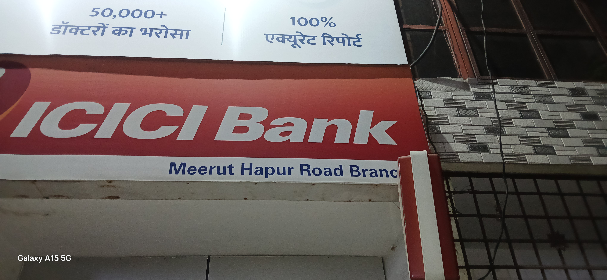 50,000+
डॉक्टरों का भरोसा
100%
एक्यूरेट रिपोर्ट
ICICI Bank
Meerut Hapur Road Branc
Galaxy A15 5G